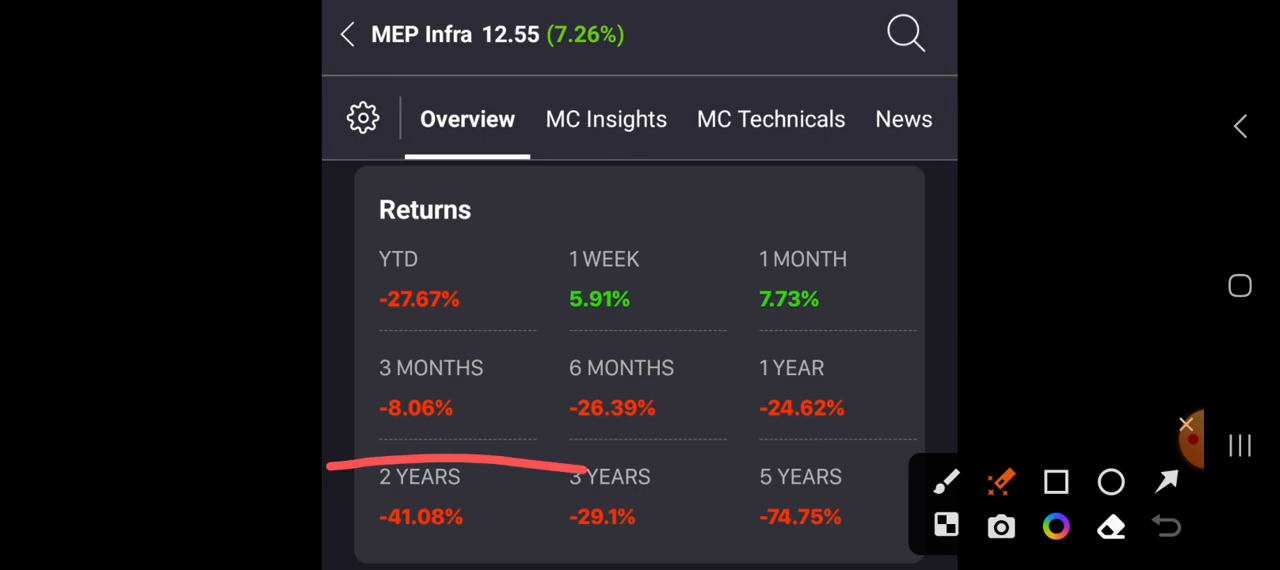 MEP Infra 12.55 (7.26%)
Overview MC Insights MC Technicals News
Returns
YTD 1 WEEK 1 MONTH
-27.67% 5.91% 7.73%
3 MONTHS 6 MONTHS 1 YEAR
-8.06% -26.39% -24.62%
2 YEARS 3 YEARS 5 YEARS
-41.08% -29.1% -74.75%